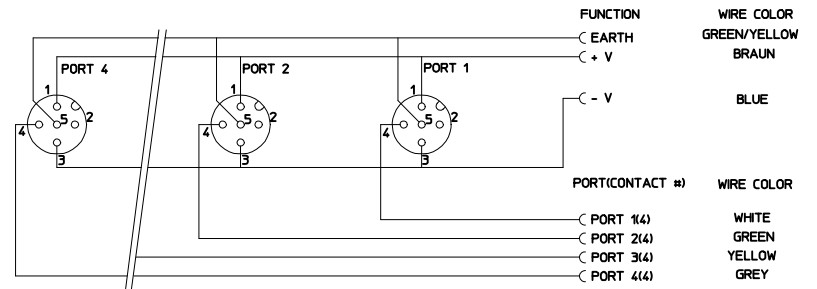 FUNCTION WIRE COLOR
EARTH GREEN/YELLOW
+ V BRAUN
PORT 4 PORT 2 PORT 1
1 1 1
- V BLUE
4 5 2 4 5 2 4 5 2
3 3 3
PORT(CONTACT #) WIRE COLOR
PORT 1(4) WHITE
PORT 2(4) GREEN
PORT 3(4) YELLOW
PORT 4(4) GREY